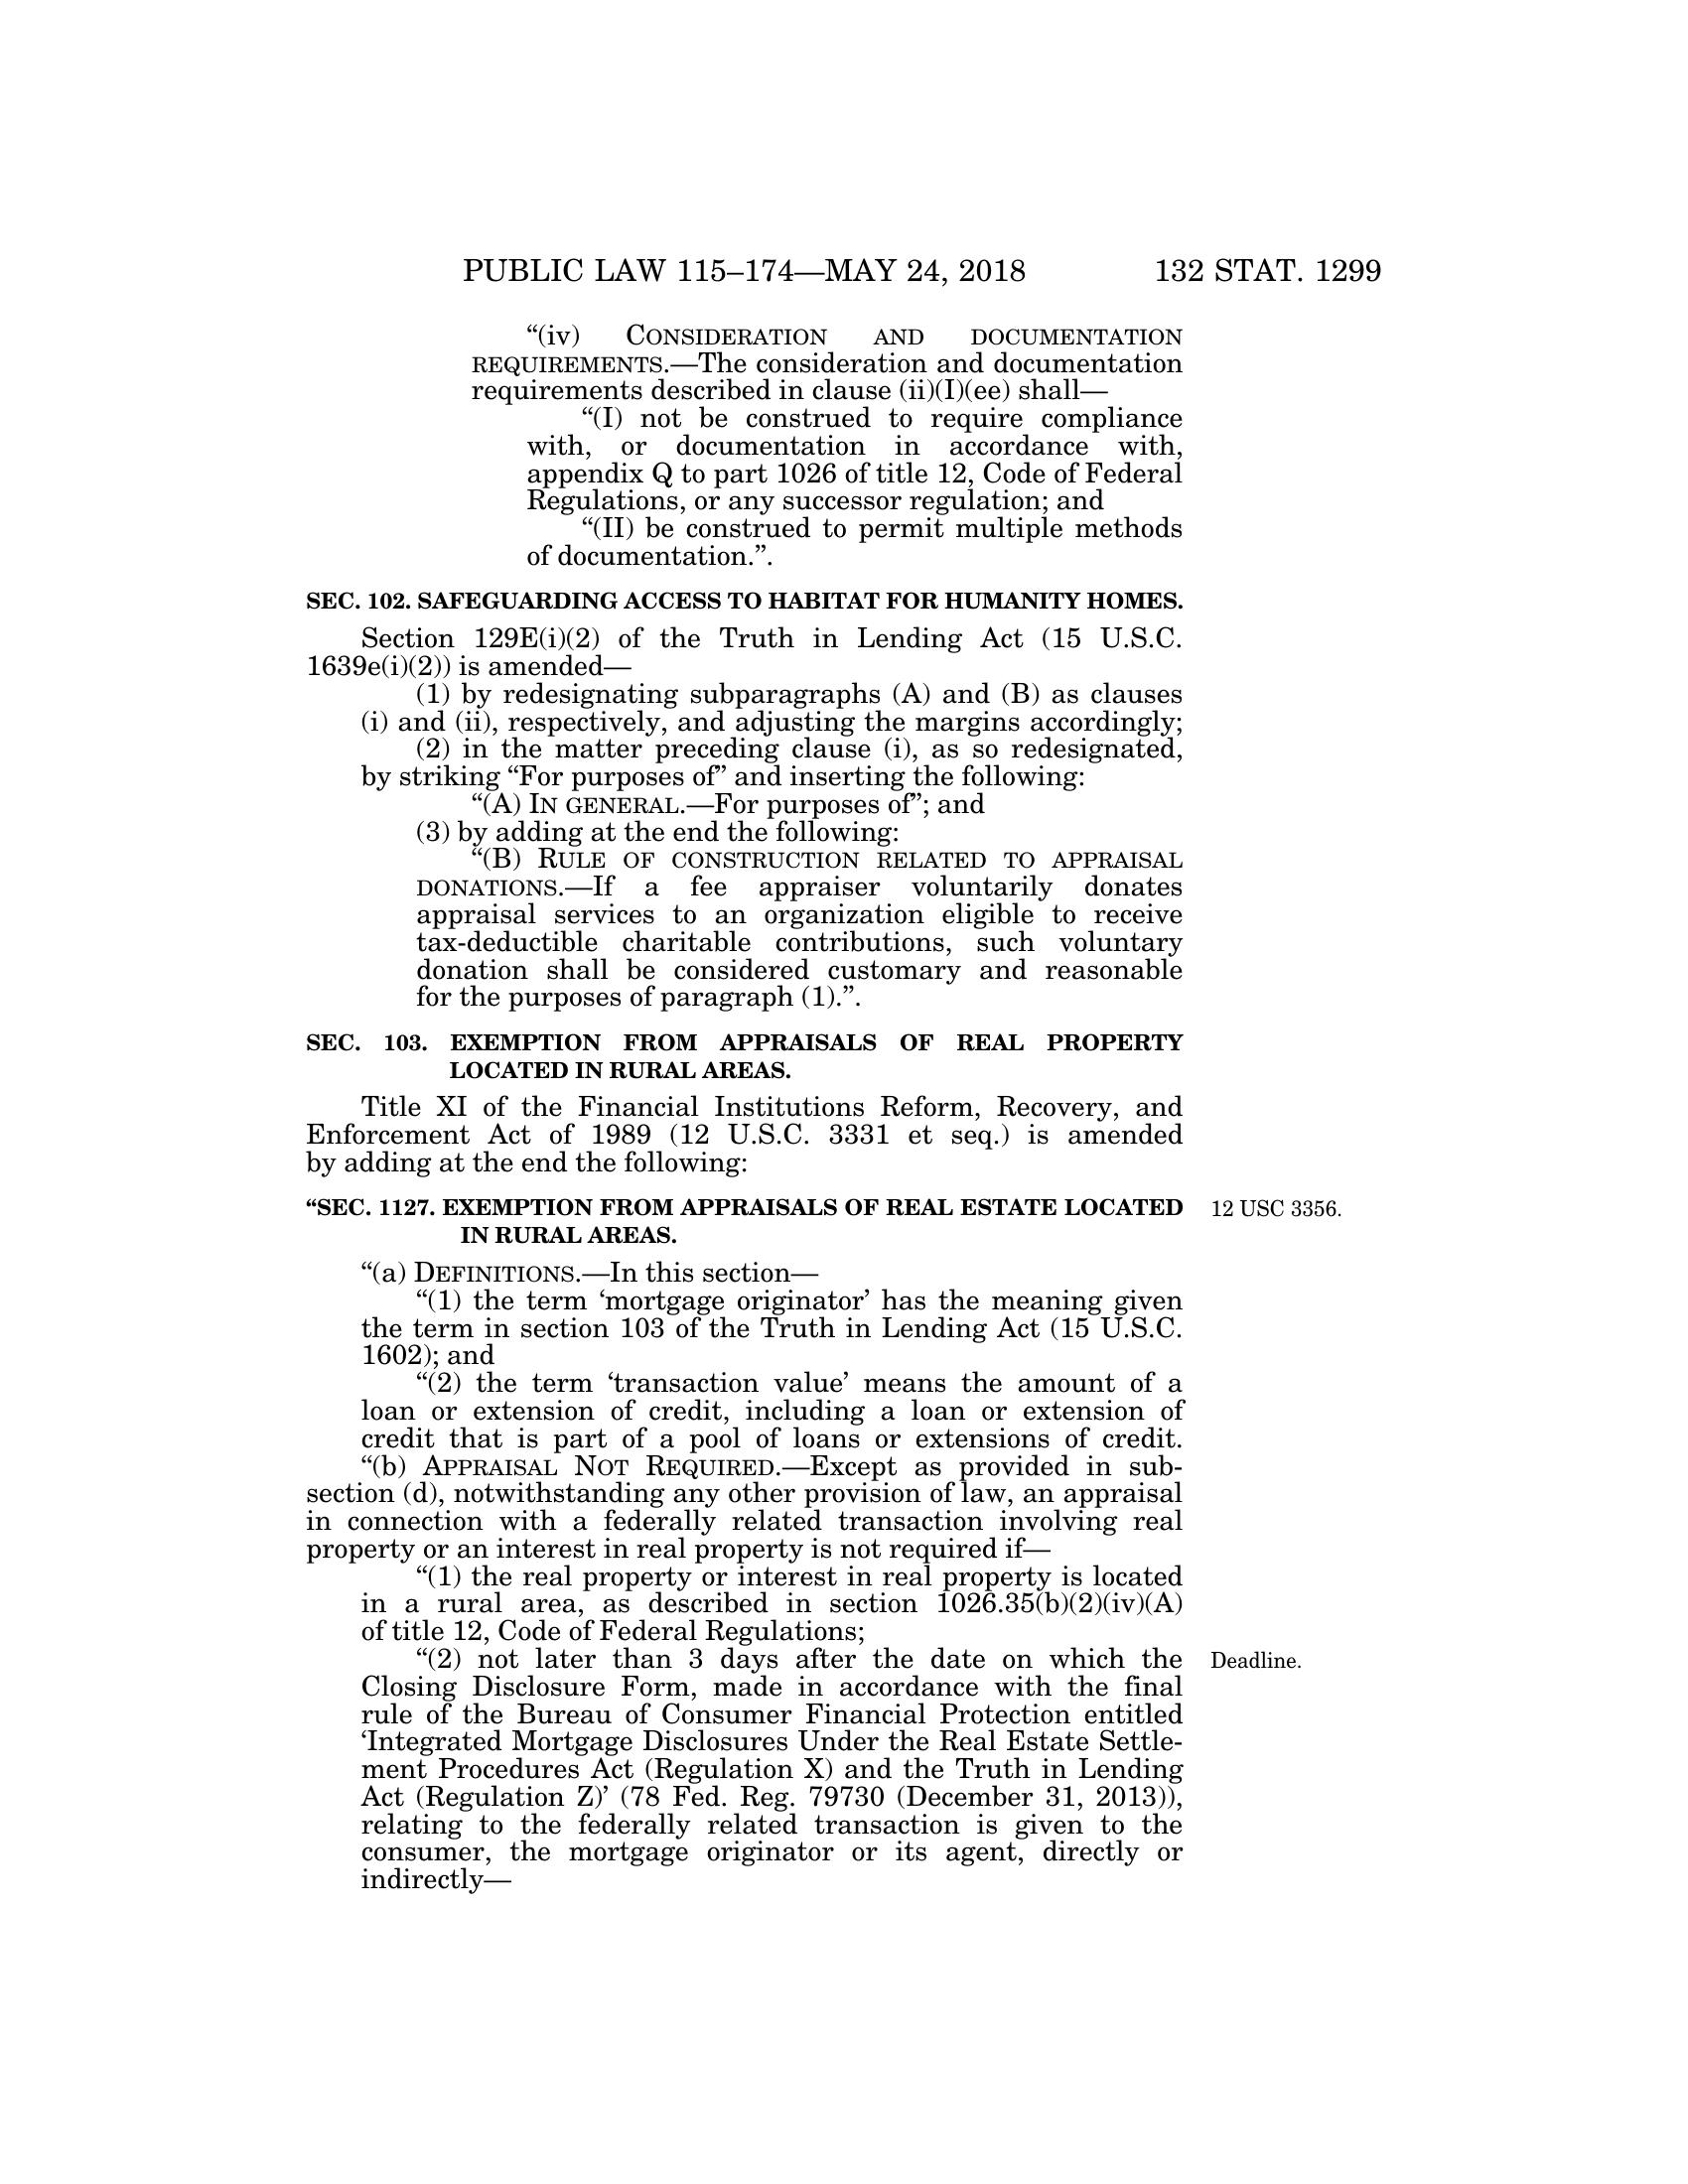 PUBLIC LAW 115–174—MAY 24, 2018 132 STAT. 1299
“(iv) CONSIDERATION AND DOCUMENTATION
REQUIREMENTS.—The consideration and documentation
requirements described in clause (ii)(I)(ee) shall—
“(I) not be construed to require compliance
with, or documentation in accordance with,
appendix Q to part 1026 of title 12, Code of Federal
Regulations, or any successor regulation; and
“(II) be construed to permit multiple methods
of documentation.”.
SEC. 102. SAFEGUARDING ACCESS TO HABITAT FOR HUMANITY HOMES.
Section 129E(i)(2) of the Truth in Lending Act (15 U.S.C.
1639e(i)(2)) is amended—
(1) by redesignating subparagraphs (A) and (B) as clauses
(i) and (ii), respectively, and adjusting the margins accordingly;
(2) in the matter preceding clause (i), as so redesignated,
by striking “For purposes of” and inserting the following:
“(A) IN GENERAL.—For purposes of”; and
(3) by adding at the end the following:
“(B) RULE OF CONSTRUCTION RELATED TO APPRAISAL
DONATIONS.—If a fee appraiser voluntarily donates
appraisal services to an organization eligible to receive
tax-deductible charitable contributions, such voluntary
donation shall be considered customary and reasonable
for the purposes of paragraph (1).”.
SEC. 103. EXEMPTION FROM APPRAISALS OF REAL PROPERTY
LOCATED IN RURAL AREAS.
Title XI of the Financial Institutions Reform, Recovery, and
Enforcement Act of 1989 (12 U.S.C. 3331 et seq.) is amended
by adding at the end the following:
“SEC. 1127. EXEMPTION FROM APPRAISALS OF REAL ESTATE LOCATED 12 USC 3356.
IN RURAL AREAS.
“(a) DEFINITIONS.—In this section—
“(1) the term ‘mortgage originator’ has the meaning given
the term in section 103 of the Truth in Lending Act (15 U.S.C.
1602); and
“(2) the term ‘transaction value’ means the amount of a
loan or extension of credit, including a loan or extension of
credit that is part of a pool of loans or extensions of credit.
“(b) APPRAISAL NOT REQUIRED.—Except as provided in sub-
section (d), notwithstanding any other provision of law, an appraisal
in connection with a federally related transaction involving real
property or an interest in real property is not required if—
“(1) the real property or interest in real property is located
in a rural area, as described in section 1026.35(b)(2)(iv)(A)
of title 12, Code of Federal Regulations;
“(2) not later than 3 days after the date on which the Deadline.
Closing Disclosure Form, made in accordance with the final
rule of the Bureau of Consumer Financial Protection entitled
‘Integrated Mortgage Disclosures Under the Real Estate Settle-
ment Procedures Act (Regulation X) and the Truth in Lending
Act (Regulation Z)’ (78 Fed. Reg. 79730 (December 31, 2013)),
relating to the federally related transaction is given to the
consumer, the mortgage originator or its agent, directly or
indirectly—